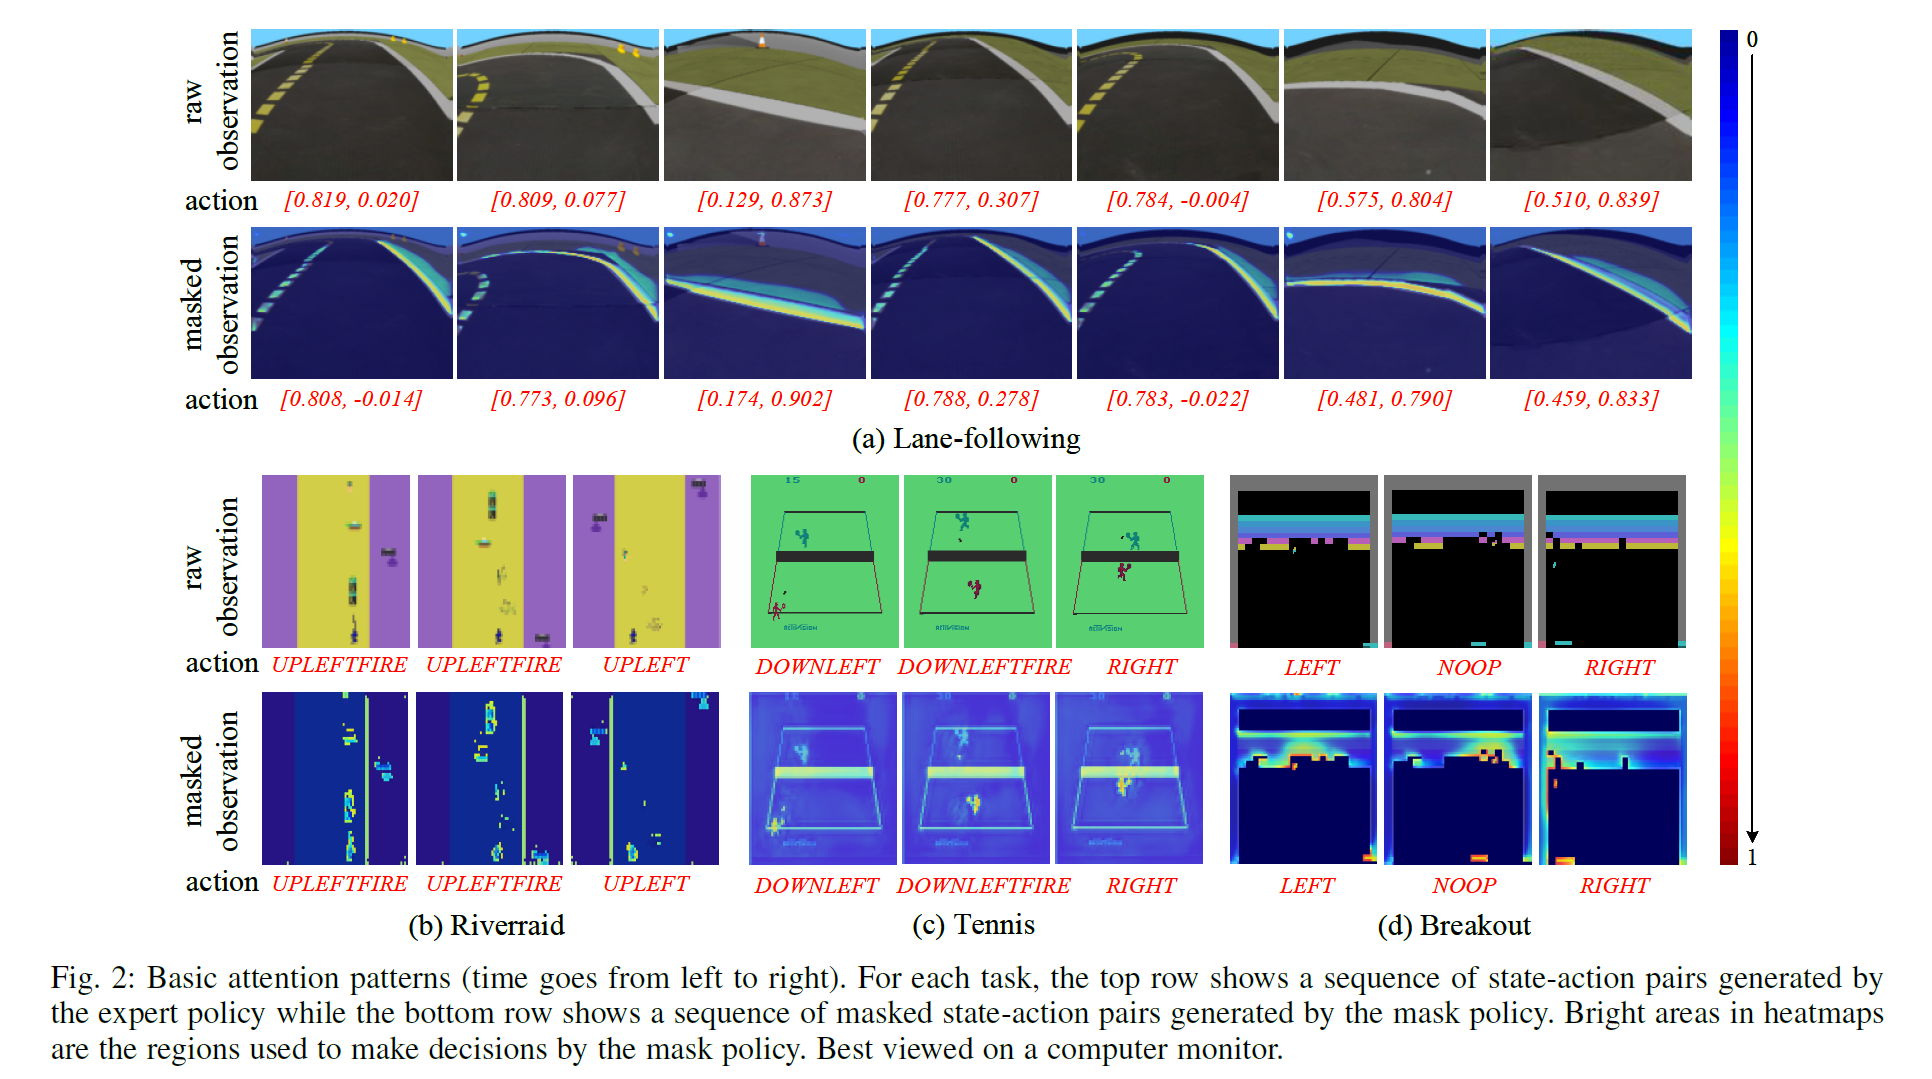 raw
observation
action [0.819, 0.020] [0.809, 0.077] [0.129, 0.873] [0.777, 0.307] [0.784, -0.004] [0.575, 0.804] [0.510, 0.839]
masked
observation
action [0.808, -0.014] [0.773, 0.096] [0.174, 0.902] [0.788, 0.278] [0.783, -0.022] [0.481, 0.790] [0.459, 0.833]
(a) Lane-following
0
1
raw
observation
15 0 30 0 30 0
ACTIVISION ACTIVISION ACTIVISION
action UPLEFTFIRE UPLEFTFIRE UPLEFT DOWNLEFT DOWNLEFTFIRE RIGHT LEFT NOOP RIGHT
masked
observation
action UPLEFTFIRE UPLEFTFIRE UPLEFT DOWNLEFT DOWNLEFTFIRE RIGHT LEFT NOOP RIGHT
(b) Riverraid (c) Tennis (d) Breakout
Fig. 2: Basic attention patterns (time goes from left to right). For each task, the top row shows a sequence of state-action pairs generated by
the expert policy while the bottom row shows a sequence of masked state-action pairs generated by the mask policy. Bright areas in heatmaps
are the regions used to make decisions by the mask policy. Best viewed on a computer monitor.